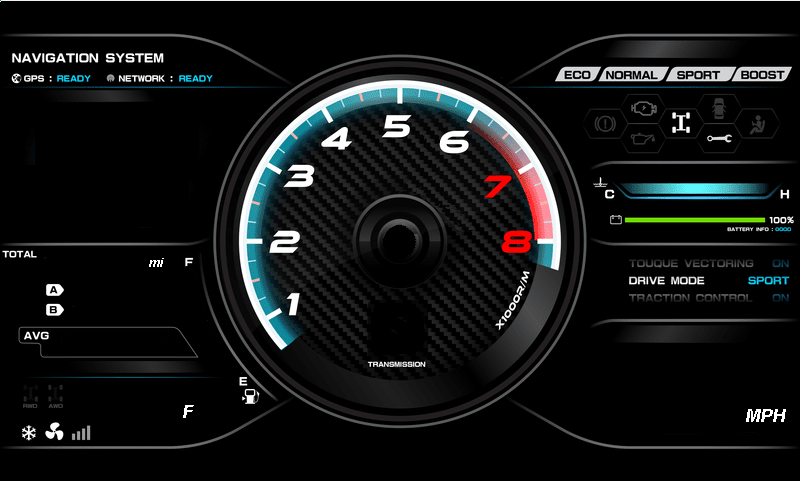 NAVIGATION SYSTEM
GPS : READY NETWORK : READY
ECO NORMAL SPORT BOOST
1
2
3
4
5
6
7
8
X1000R/M
TRANSMISSION
C H
100%
BATTERY INFO : GOOD
TOUQUE VECTORING ON
DRIVE MODE SPORT
TRACTION CONTROL ON
TOTAL
mi F
A
B
AVG
E
RWD AWD
F
MPH